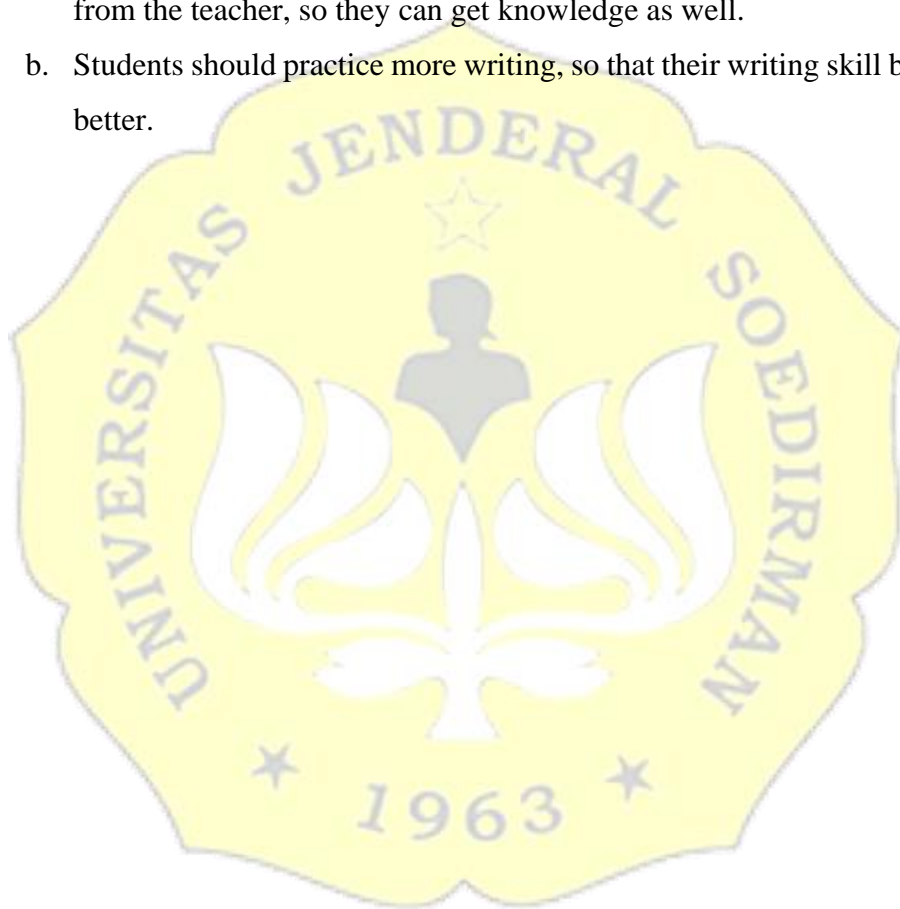 from the teacher, so they can get knowledge as well.
b. Students should practice more writing, so that their writing skill b
better.
UNIVERSITAS JENDERAL SOEDIRMAN
1963